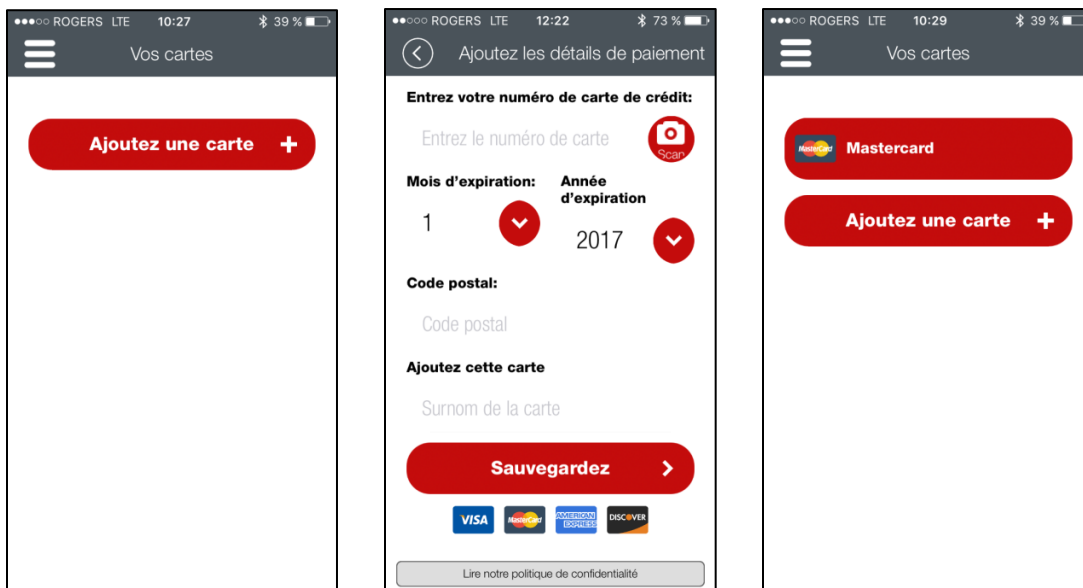 ROGERS LTE 10:27 39 %
Vos cartes
Ajoutez une carte +
ROGERS LTE 12:22 73 %
Ajoutez les détails de paiement
Entrez votre numéro de carte de crédit:
Entrez le numéro de carte
Scan
Mois d'expiration:
1
Année
d'expiration
2017
Code postal:
Code postal
Ajoutez cette carte
Surnom de la carte
Sauvegardez
VISA MasterCard AMERICAN EXPRESS DISCOVER
Lire notre politique de confidentialité
ROGERS LTE 10:29 39 %
Vos cartes
MasterCard Mastercard
Ajoutez une carte +